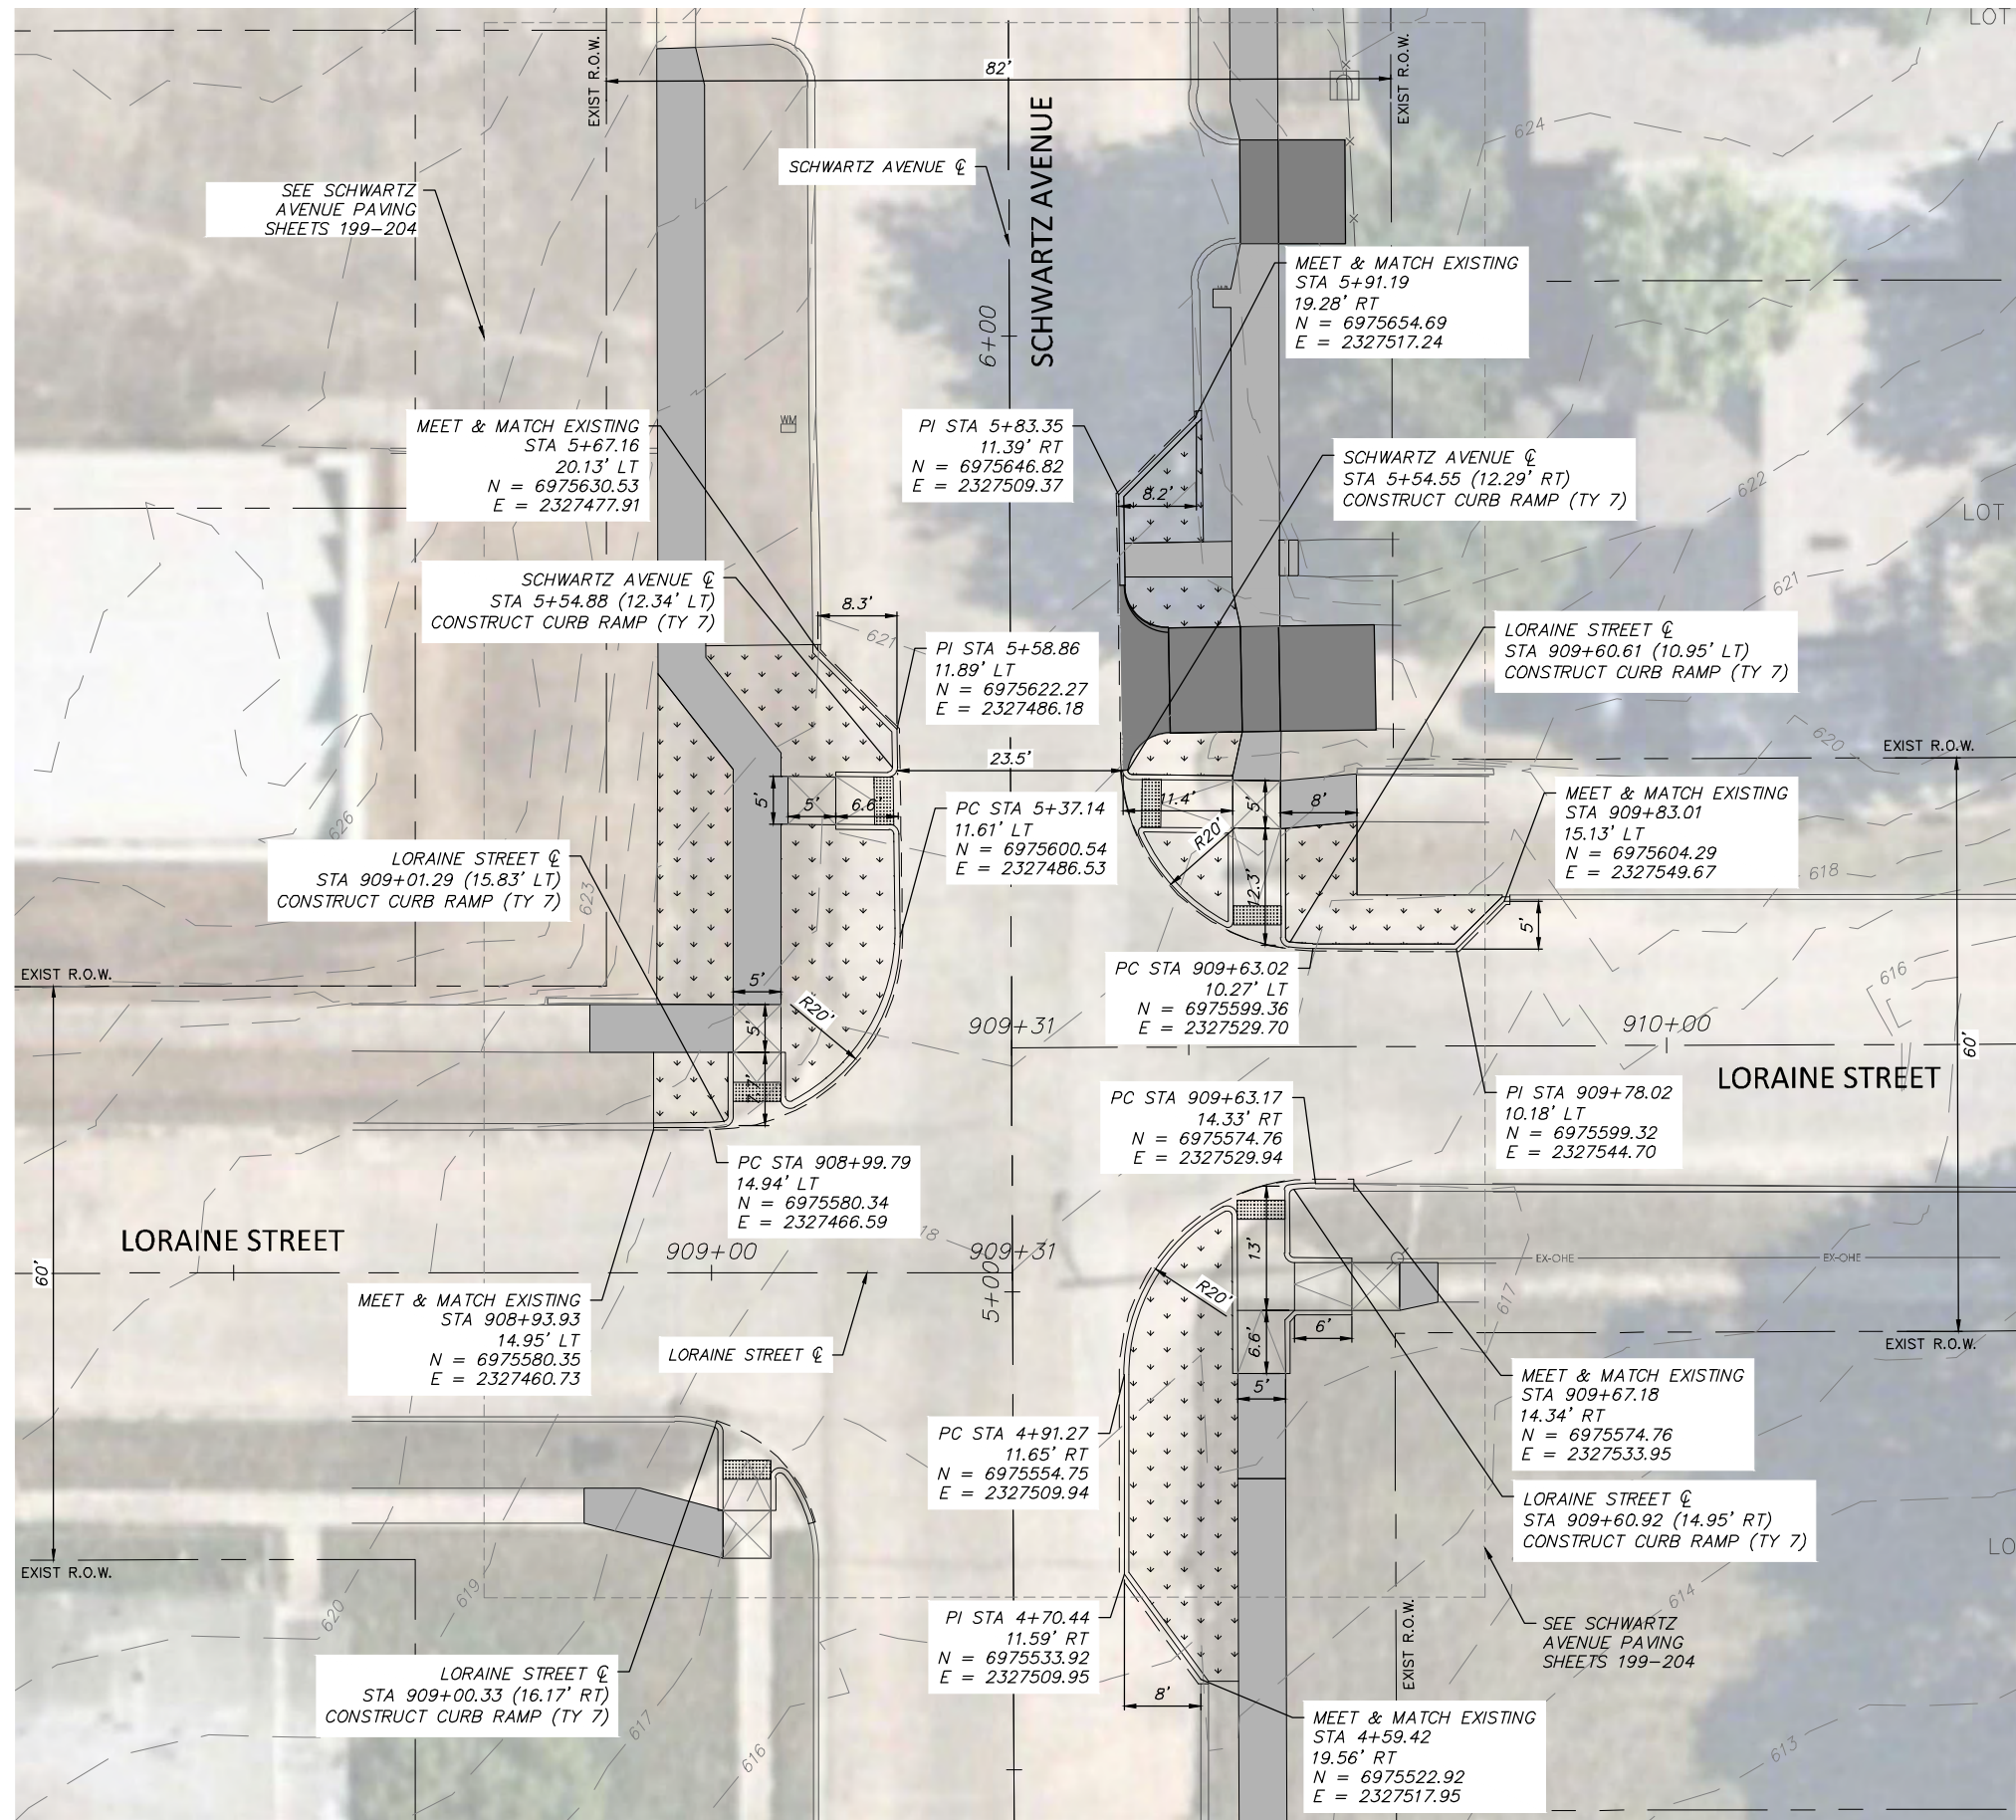 LOT
EXIST R.O.W.
82'
EXIST R.O.W.
SCHWARTZ AVENUE
SCHWARTZ AVENUE ℄
624
SEE SCHWARTZ
AVENUE PAVING
SHEETS 199-204
MEET & MATCH EXISTING
STA 5+91.19
19.28' RT
N = 6975654.69
E = 2327517.24
6+00
WM
MEET & MATCH EXISTING
STA 5+67.16
20.13' LT
N = 6975630.53
E = 2327477.91
PI STA 5+83.35
11.39' RT
N = 6975646.82
E = 2327509.37
8.2'
SCHWARTZ AVENUE ℄
STA 5+54.55 (12.29' RT)
CONSTRUCT CURB RAMP (TY 7)
622
LOT
621
SCHWARTZ AVENUE ℄
STA 5+54.88 (12.34' LT)
CONSTRUCT CURB RAMP (TY 7)
8.3'
621
PI STA 5+58.86
11.89' LT
N = 6975622.27
E = 2327486.18
LORAINE STREET ℄
STA 909+60.61 (10.95' LT)
CONSTRUCT CURB RAMP (TY 7)
620
EXIST R.O.W.
23.5'
5'
5'
6.6'
11.4'
5'
8'
R20'
12.3'
626
PC STA 5+37.14
11.61' LT
N = 6975600.54
E = 2327486.53
MEET & MATCH EXISTING
STA 909+83.01
15.13' LT
N = 6975604.29
E = 2327549.67
618
LORAINE STREET ℄
STA 909+01.29 (15.83' LT)
CONSTRUCT CURB RAMP (TY 7)
623
5'
EXIST R.O.W.
5'
5'
R20'
7.7'
PC STA 909+63.02
10.27' LT
N = 6975599.36
E = 2327529.70
616
909+31
910+00
60'
LORAINE STREET
PC STA 909+63.17
14.33' RT
N = 6975574.76
E = 2327529.94
PI STA 909+78.02
10.18' LT
N = 6975599.32
E = 2327544.70
PC STA 908+99.79
14.94' LT
N = 6975580.34
E = 2327466.59
LORAINE STREET
909+00
18
909+31
5+00
60'
13'
R20'
6.6'
6'
5'
EX-OHE
EX-OHE
617
EXIST R.O.W.
MEET & MATCH EXISTING
STA 908+93.93
14.95' LT
N = 6975580.35
E = 2327460.73
LORAINE STREET ℄
MEET & MATCH EXISTING
STA 909+67.18
14.34' RT
N = 6975574.76
E = 2327533.95
PC STA 4+91.27
11.65' RT
N = 6975554.75
E = 2327509.94
LORAINE STREET ℄
STA 909+60.92 (14.95' RT)
CONSTRUCT CURB RAMP (TY 7)
LO
EXIST R.O.W.
620
619
614
PI STA 4+70.44
11.59' RT
N = 6975533.92
E = 2327509.95
EXIST R.O.W.
SEE SCHWARTZ
AVENUE PAVING
SHEETS 199-204
LORAINE STREET ℄
STA 909+00.33 (16.17' RT)
CONSTRUCT CURB RAMP (TY 7)
617
616
8'
MEET & MATCH EXISTING
STA 4+59.42
19.56' RT
N = 6975522.92
E = 2327517.95
613